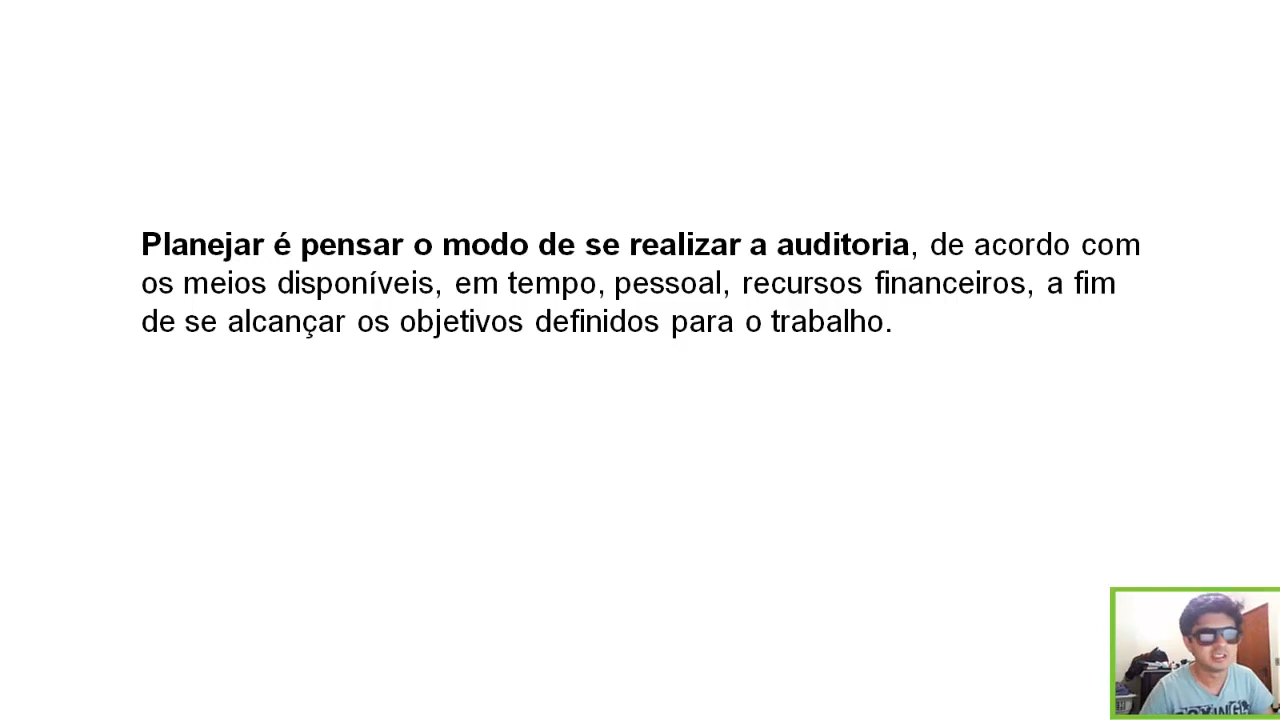 Planejar é pensar o modo de se realizar a auditoria, de acordo com
os meios disponíveis, em tempo, pessoal, recursos financeiros, a fim
de se alcançar os objetivos definidos para o trabalho.